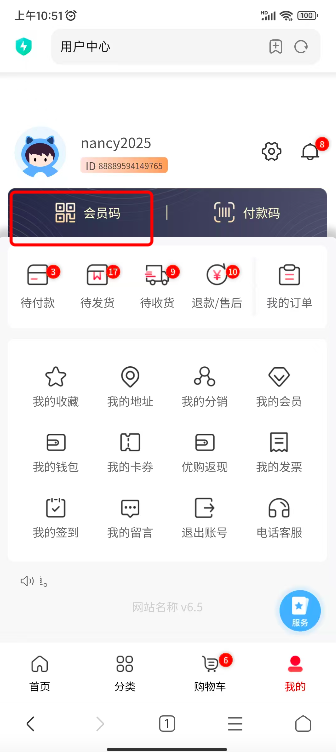 上午10:51
HD 100
用户中心
nancy2025
8
ID 88889594149765
会员码 | 付款码
3 17 9 10
待付款 待发货 待收货 退款/售后 我的订单
我的收藏 我的地址 我的分销 我的会员
我的钱包 我的卡券 优购返现 我的发票
我的签到 我的留言 退出账号 电话客服
网站名称 v6.5
服务
6
首页 分类 购物车 我的
1